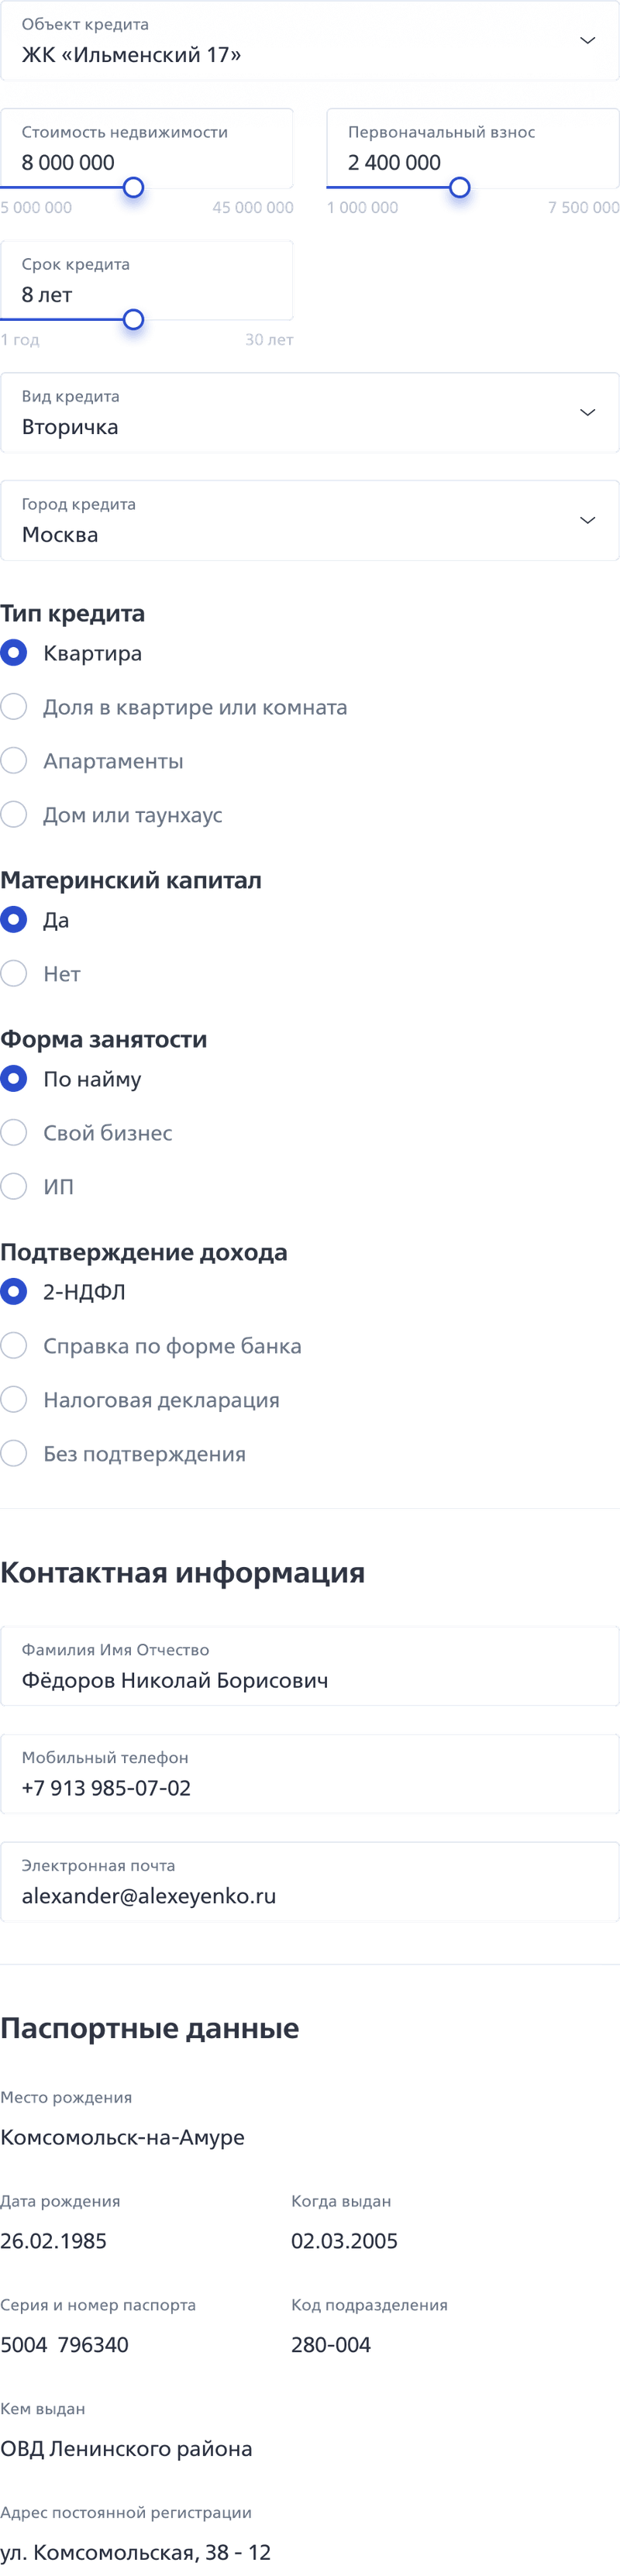 Объект кредита
ЖК «Ильменский 17»
Стоимость недвижимости
8 000 000
5 000 000 45 000 000
Первоначальный взнос
2 400 000
1 000 000 7 500 000
Срок кредита
8 лет
1 год 30 лет
Вид кредита
Вторичка
Город кредита
Москва
Тип кредита
Квартира
Доля в квартире или комната
Апартаменты
Дом или таунхаус
Материнский капитал
Да
Нет
Форма занятости
По найму
Свой бизнес
ИП
Подтверждение дохода
2-НДФЛ
Справка по форме банка
Налоговая декларация
Без подтверждения
Контактная информация
Фамилия Имя Отчество
Фёдоров Николай Борисович
Мобильный телефон
+7 913 985-07-02
Электронная почта
alexander@alexeyenko.ru
Паспортные данные
Место рождения
Комсомольск-на-Амуре
Дата рождения
26.02.1985
Когда выдан
02.03.2005
Серия и номер паспорта
5004 796340
Код подразделения
280-004
Кем выдан
ОВД Ленинского района
Адрес постоянной регистрации
ул. Комсомольская, 38 - 12